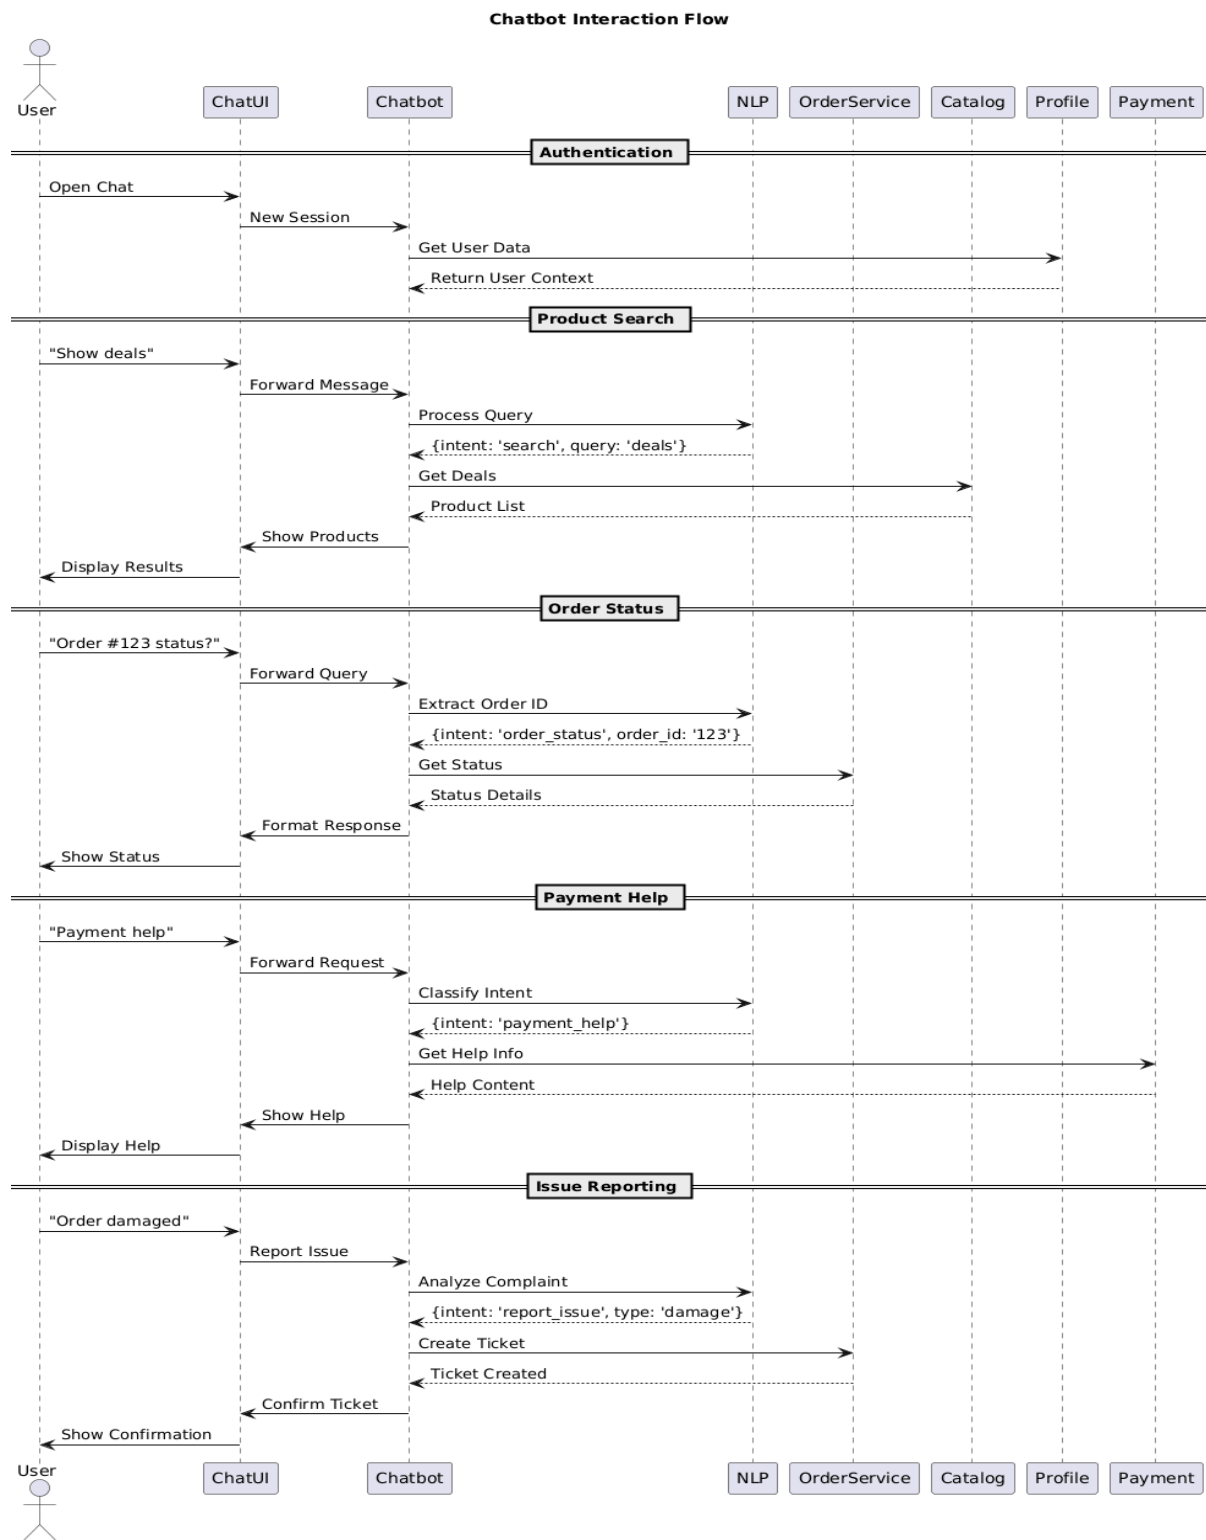 Chatbot Interaction Flow
User
ChatUI
Chatbot
NLP
OrderService
Catalog
Profile
Payment
Authentication
Open Chat
New Session
Get User Data
Return User Context
Product Search
"Show deals"
Forward Message
Process Query
{intent: 'search', query: 'deals'}
Get Deals
Product List
Show Products
Display Results
Order Status
"Order #123 status?"
Forward Query
Extract Order ID
{intent: 'order_status', order_id: '123'}
Get Status
Status Details
Format Response
Show Status
Payment Help
"Payment help"
Forward Request
Classify Intent
{intent: 'payment_help'}
Get Help Info
Help Content
Show Help
Display Help
Issue Reporting
"Order damaged"
Report Issue
Analyze Complaint
{intent: 'report_issue', type: 'damage'}
Create Ticket
Ticket Created
Confirm Ticket
Show Confirmation
User
ChatUI
Chatbot
NLP
OrderService
Catalog
Profile
Payment